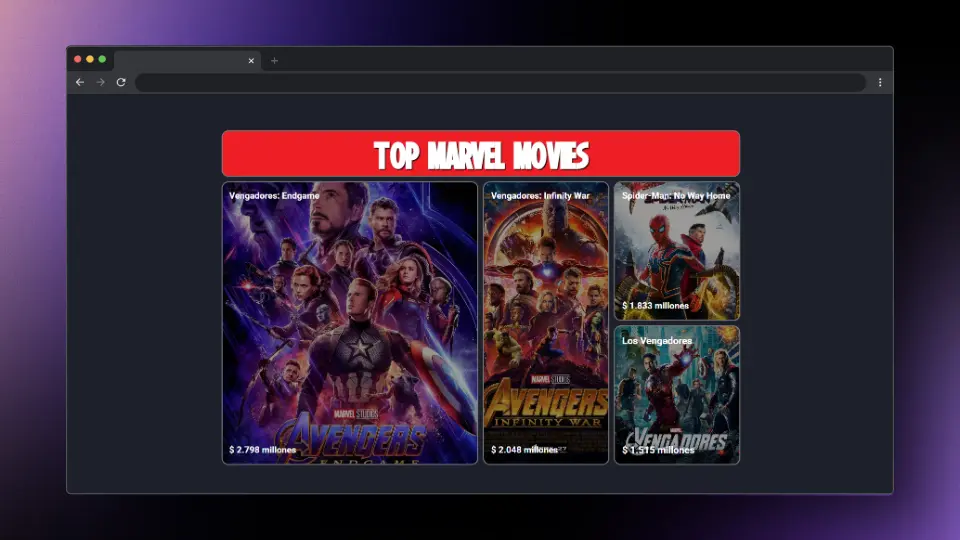 TOP MARVEL MOVIES
Vengadores: Endgame
MARVEL STUDIOS
AVENGERS
ENDGAME
$ 2.798 millones
Vengadores: Infinity War
MARVEL STUDIOS
AVENGERS
INFINITY WAR
$ 2.048 millones
Spider-Man: No Way Home
$ 1.833 millones
Los Vengadores
VENGADORES
$ 1.515 millones